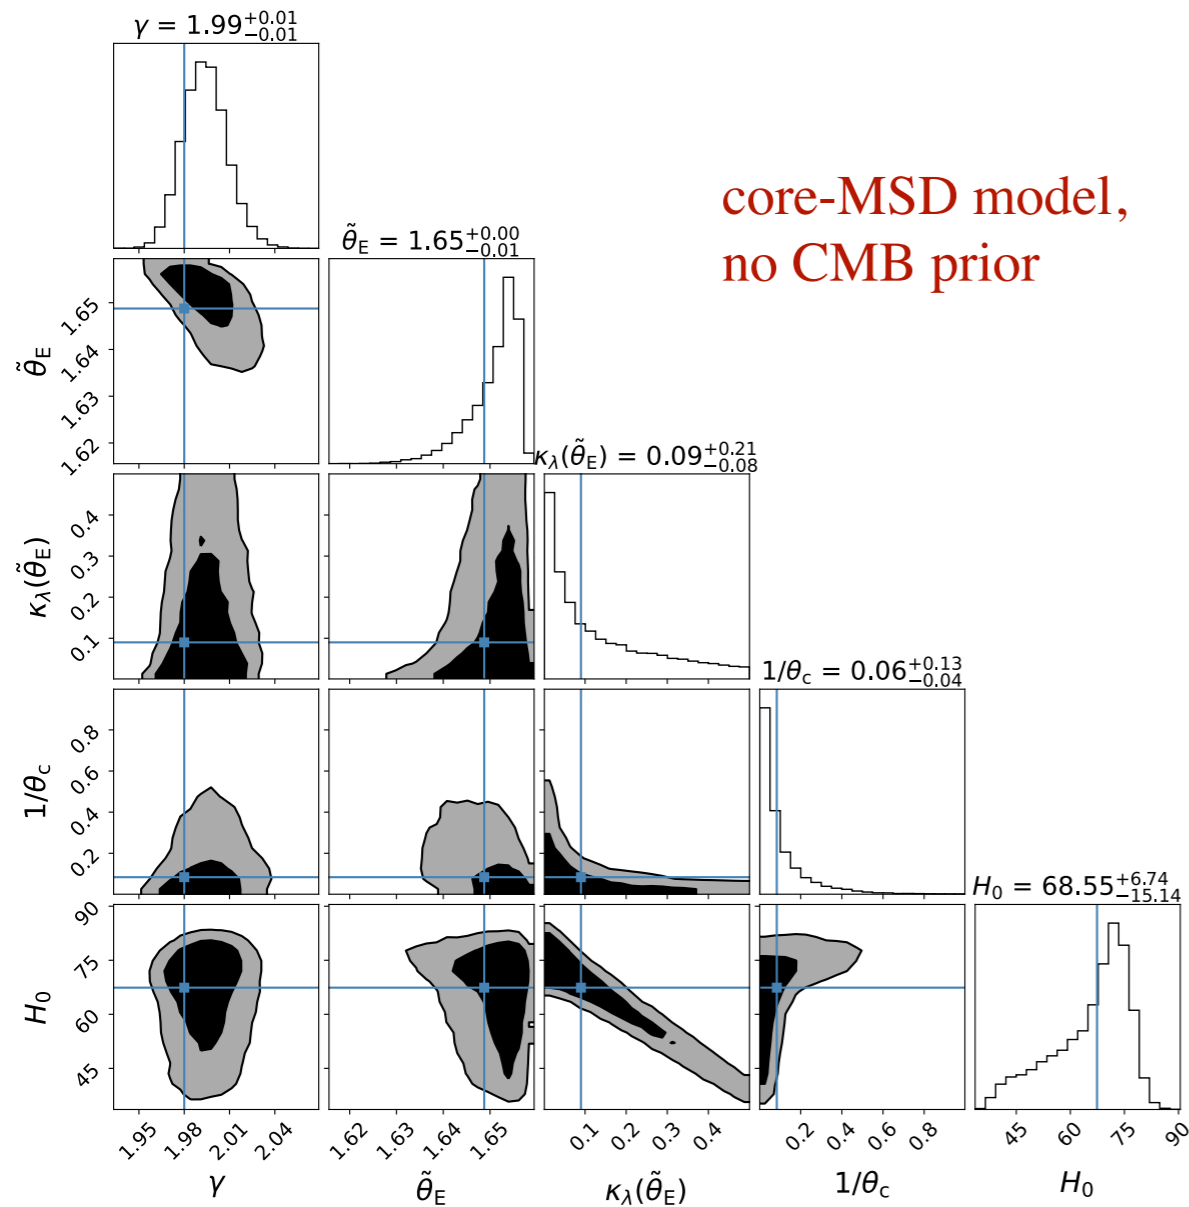 γ = 1.99 +0.01 −0.01
core-MSD model,
no CMB prior
θ̃_E = 1.65 +0.00 −0.01
θ̃_E
1.65
1.64
1.63
1.62
κ_λ(θ̃_E) = 0.09 +0.21 −0.08
κ_λ(θ̃_E)
0.4
0.3
0.2
0.1
1/θ_c = 0.06 +0.13 −0.04
1/θ_c
0.8
0.6
0.4
0.2
H_0 = 68.55 +6.74 −15.14
H_0
90
75
60
45
1.95 1.98 2.01 2.04
1.62 1.63 1.64 1.65
0.1 0.2 0.3 0.4
0.2 0.4 0.6 0.8
45 60 75 90
γ
θ̃_E
κ_λ(θ̃_E)
1/θ_c
H_0